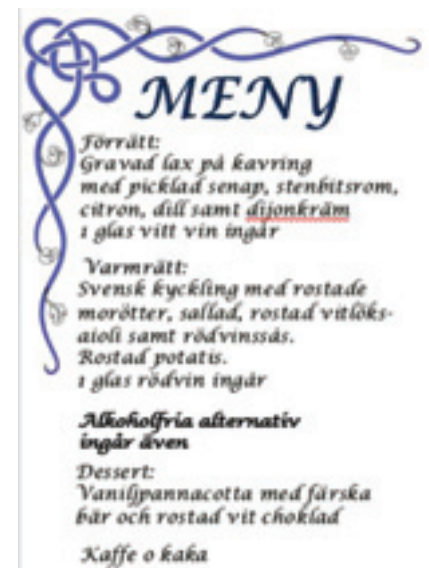 MENY
Förrätt:
Gravad lax på kavring
med picklad senap, stenbitsrom,
citron, dill samt dijonkräm
1 glas vitt vin ingår
Varmrätt:
Svensk kyckling med rostade
morötter, sallad, rostad vitlöks-
aioli samt rödvinssås.
Rostad potatis.
1 glas rödvin ingår
Alkoholfria alternativ
ingår även
Dessert:
Vaniljpannacotta med färska
bär och rostad vit choklad
Kaffe o kaka